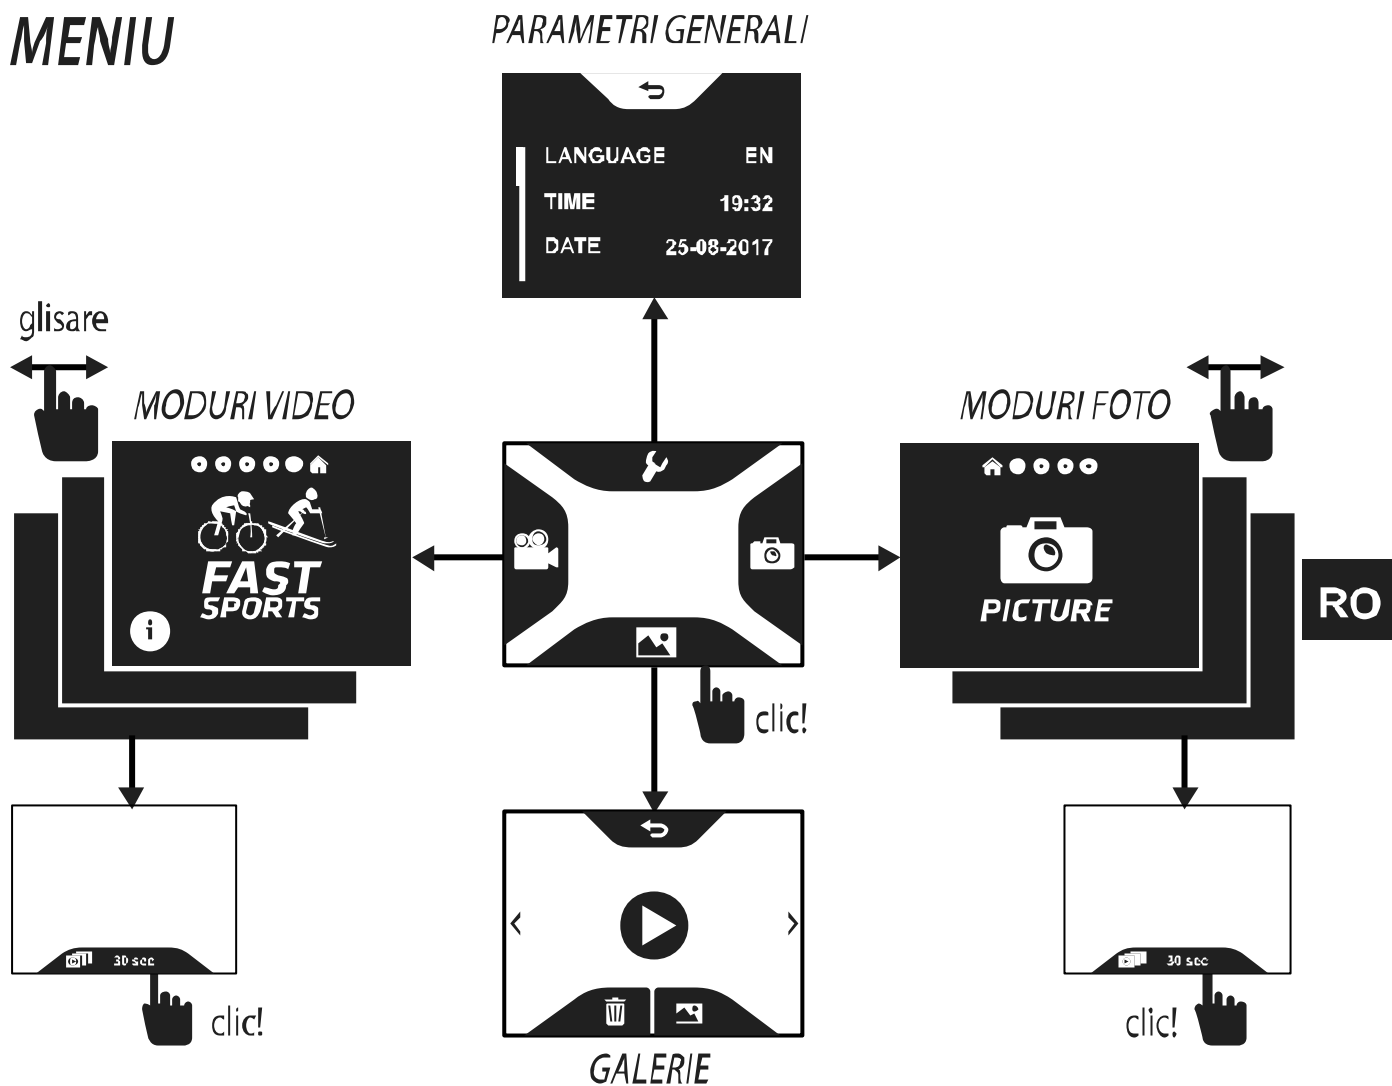 MENIU
PARAMETRI GENERALI
LANGUAGE EN
TIME 19:32
DATE 25-08-2017
glisare
MODURI VIDEO
MODURI FOTO
FAST
SPORTS
i
PICTURE
RO
clic!
30 sec
30 sec
clic!
clic!
GALERIE